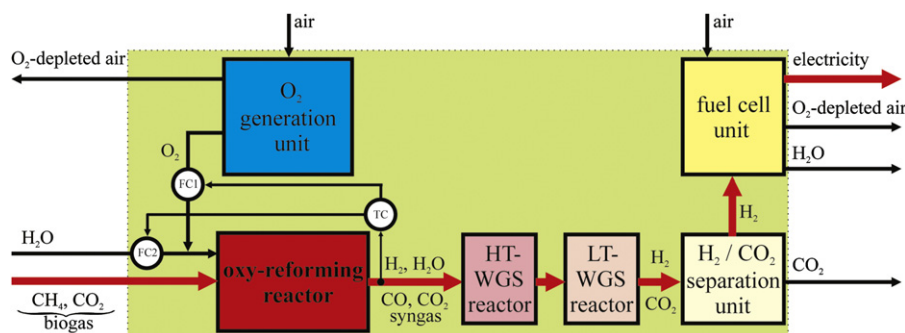 air
air
O₂-depleted air
electricity
O₂
generation
unit
fuel cell
unit
O₂-depleted air
O₂
H₂O
FC1
TC
H₂
H₂O
FC2
oxy-reforming
reactor
H₂, H₂O
CO, CO₂
syngas
HT-
WGS
reactor
LT-
WGS
reactor
H₂
CO₂
H₂ / CO₂
separation
unit
CO₂
CH₄, CO₂
biogas